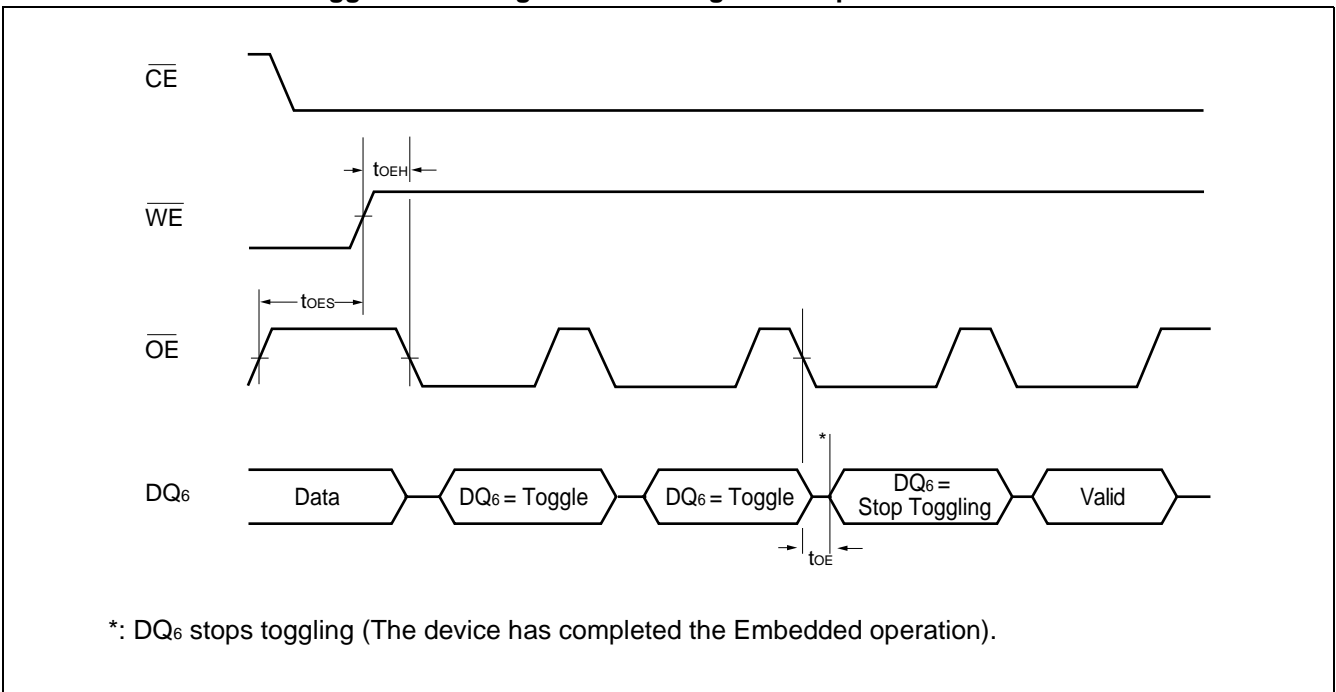 CE
tOEH
WE
tOES
OE
*
DQ6
Data
DQ6 = Toggle
DQ6 = Toggle
DQ6 =
Stop Toggling
Valid
tOE
*: DQ6 stops toggling (The device has completed the Embedded operation).